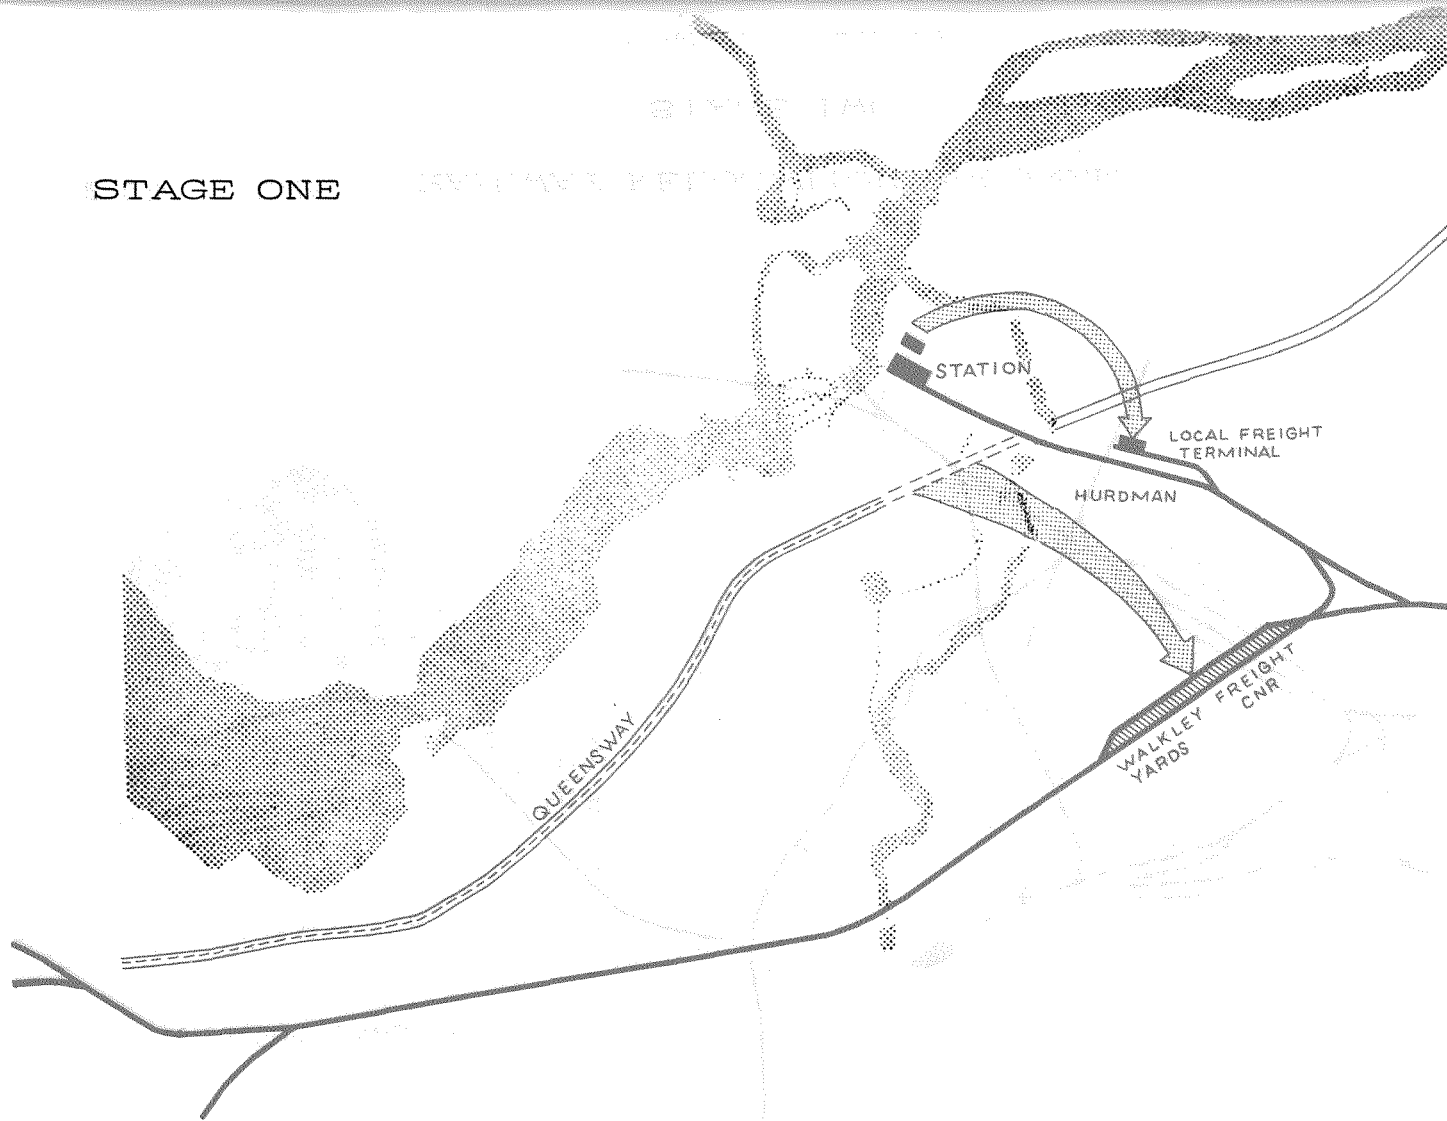 STAGE ONE
STATION
LOCAL FREIGHT
TERMINAL
HURDMAN
WALKLEY FREIGHT
YARDS CNR
QUEENSWAY